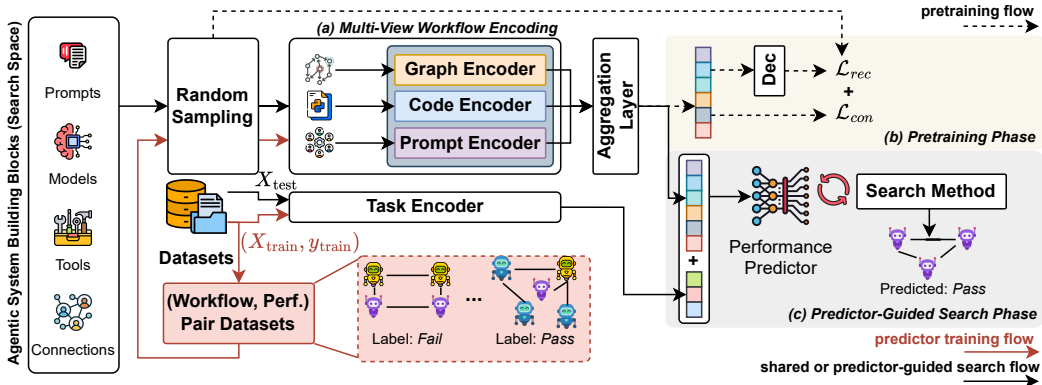 Agentic System Building Blocks (Search Space)
Prompts
Models
Tools
Connections
Random
Sampling
(a) Multi-View Workflow Encoding
Graph Encoder
Code Encoder
Prompt Encoder
Aggregation
Layer
pretraining flow
Dec
ℒ_rec
+
ℒ_con
(b) Pretraining Phase
X_test
Task Encoder
Datasets
(X_train, y_train)
(Workflow, Perf.)
Pair Datasets
...
Label: Fail
Label: Pass
+
Performance
Predictor
Search Method
Predicted: Pass
(c) Predictor-Guided Search Phase
predictor training flow
shared or predictor-guided search flow